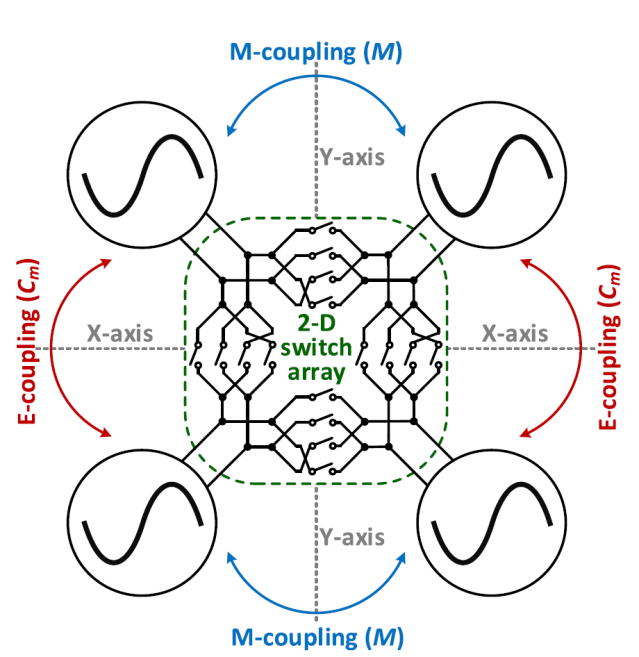 M-coupling (M)
Y-axis
E-coupling (Cm)
X-axis
2-D
switch
array
X-axis
E-coupling (Cm)
Y-axis
M-coupling (M)